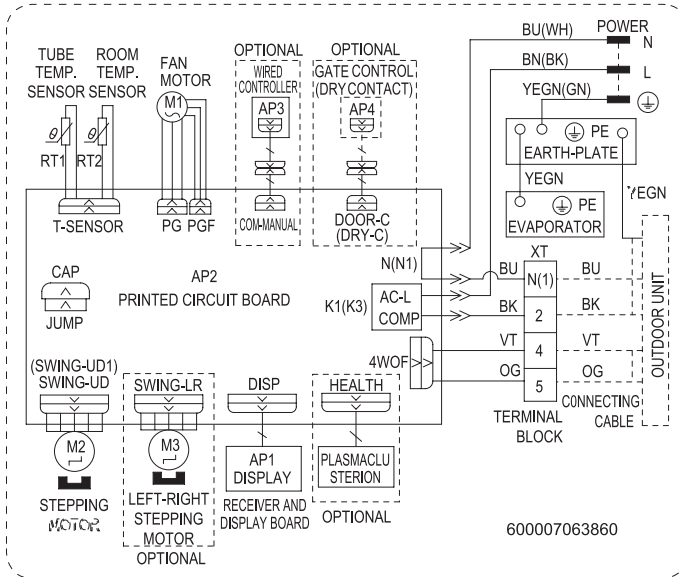 TUBE TEMP. SENSOR
ROOM TEMP. SENSOR
FAN MOTOR
M1
RT1
RT2
θ
θ
OPTIONAL
WIRED CONTROLLER
AP3
OPTIONAL
GATE CONTROL (DRY CONTACT)
AP4
POWER
BU(WH)
N
BN(BK)
L
YEGN(GN)
PE
EARTH-PLATE
YEGN
YEGN
PE
EVAPORATOR
T-SENSOR
PG
PGF
COM-MANUAL
DOOR-C (DRY-C)
CAP
JUMP
AP2
PRINTED CIRCUIT BOARD
N(N1)
K1(K3)
AC-L
COMP
4WOF
XT
BU
N(1)
BU
BK
2
BK
VT
4
VT
OG
5
OG
OUTDOOR UNIT
TERMINAL BLOCK
CONNECTING CABLE
(SWING-UD1)
SWING-UD
M2
STEPPING MOTOR
SWING-LR
M3
LEFT-RIGHT STEPPING MOTOR
OPTIONAL
DISP
AP1 DISPLAY
RECEIVER AND DISPLAY BOARD
HEALTH
PLASMACLU STERION
OPTIONAL
600007063860